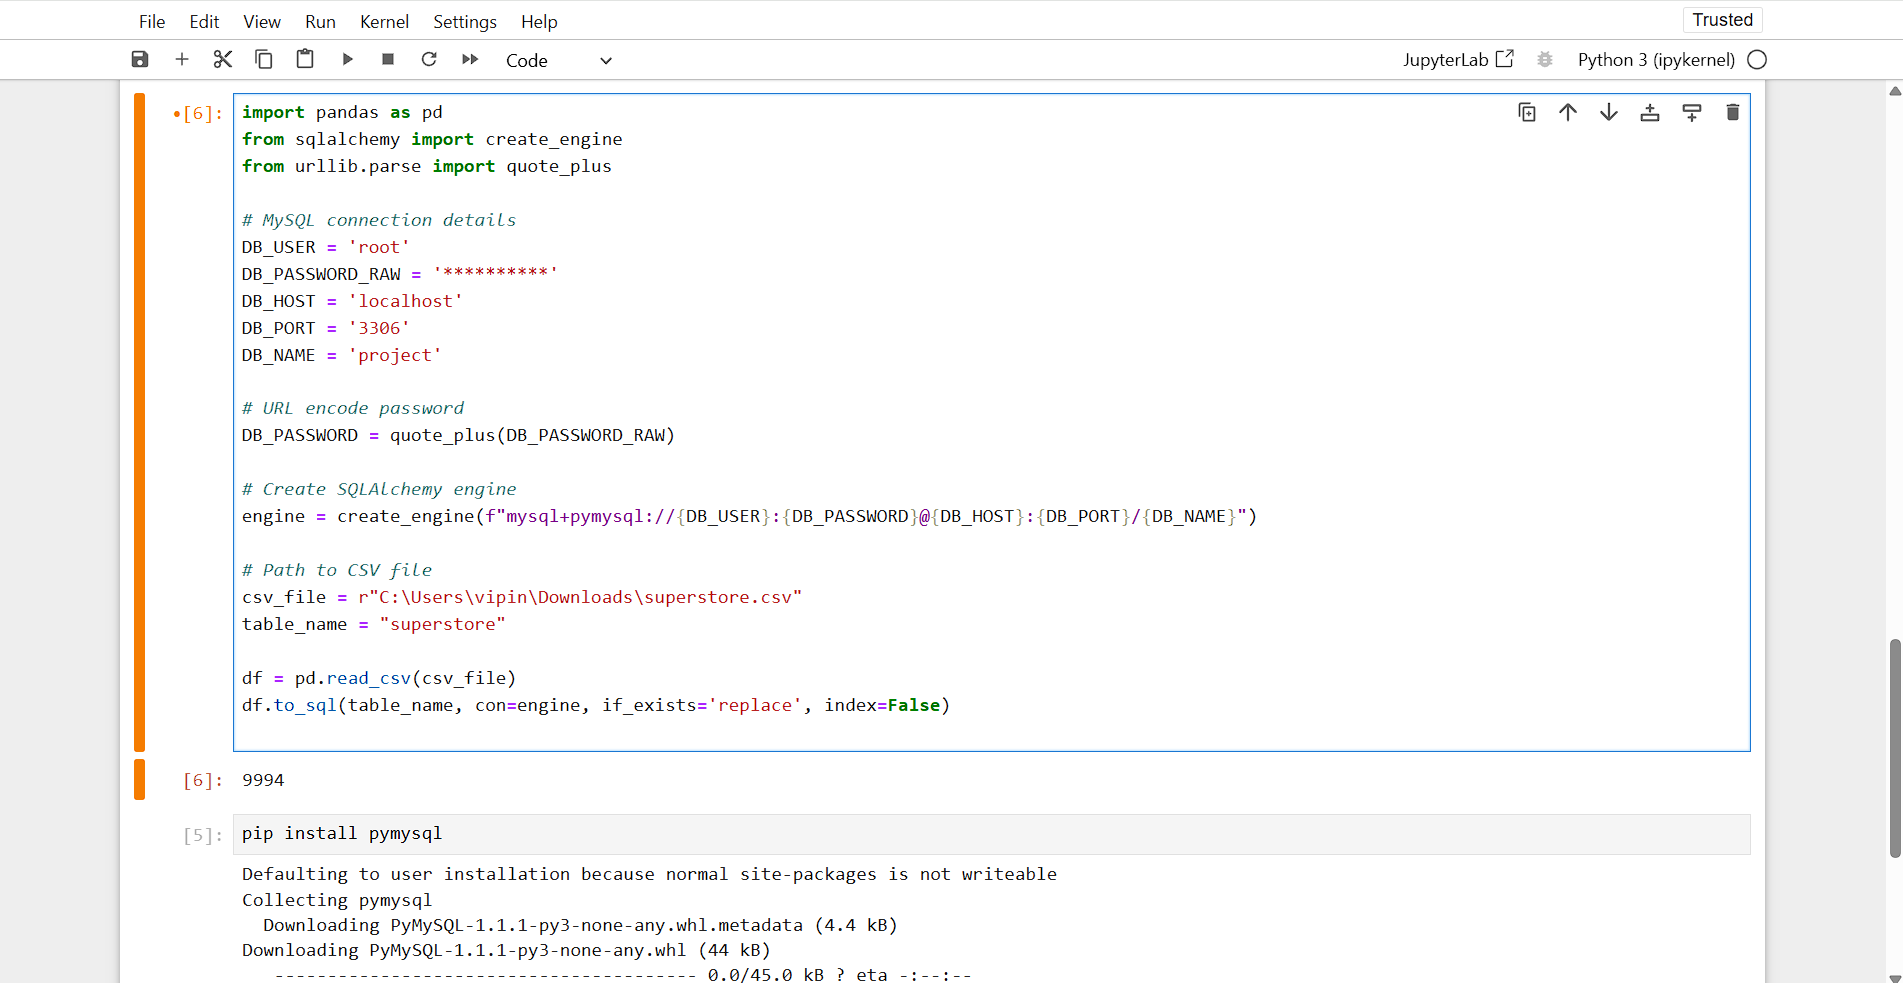 File Edit View Run Kernel Settings Help Trusted
Code JupyterLab Python 3 (ipykernel)
[6]: import pandas as pd
from sqlalchemy import create_engine
from urllib.parse import quote_plus
# MySQL connection details
DB_USER = 'root'
DB_PASSWORD_RAW = '**********'
DB_HOST = 'localhost'
DB_PORT = '3306'
DB_NAME = 'project'
# URL encode password
DB_PASSWORD = quote_plus(DB_PASSWORD_RAW)
# Create SQLAlchemy engine
engine = create_engine(f"mysql+pymysql://{DB_USER}:{DB_PASSWORD}@{DB_HOST}:{DB_PORT}/{DB_NAME}")
# Path to CSV file
csv_file = r"C:\Users\vipin\Downloads\superstore.csv"
table_name = "superstore"
df = pd.read_csv(csv_file)
df.to_sql(table_name, con=engine, if_exists='replace', index=False)
[6]: 9994
[5]: pip install pymysql
Defaulting to user installation because normal site-packages is not writeable
Collecting pymysql
  Downloading PyMySQL-1.1.1-py3-none-any.whl.metadata (4.4 kB)
Downloading PyMySQL-1.1.1-py3-none-any.whl (44 kB)
   ---------------------------------------- 0.0/45.0 kB ? eta -:--:--